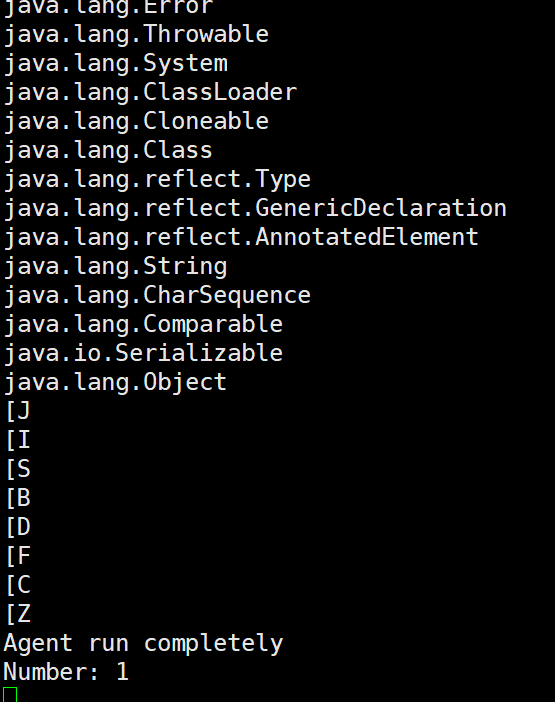 java.lang.Error
java.lang.Throwable
java.lang.System
java.lang.ClassLoader
java.lang.Cloneable
java.lang.Class
java.lang.reflect.Type
java.lang.reflect.GenericDeclaration
java.lang.reflect.AnnotatedElement
java.lang.String
java.lang.CharSequence
java.lang.Comparable
java.io.Serializable
java.lang.Object
[J
[I
[S
[B
[D
[F
[C
[Z
Agent run completely
Number: 1